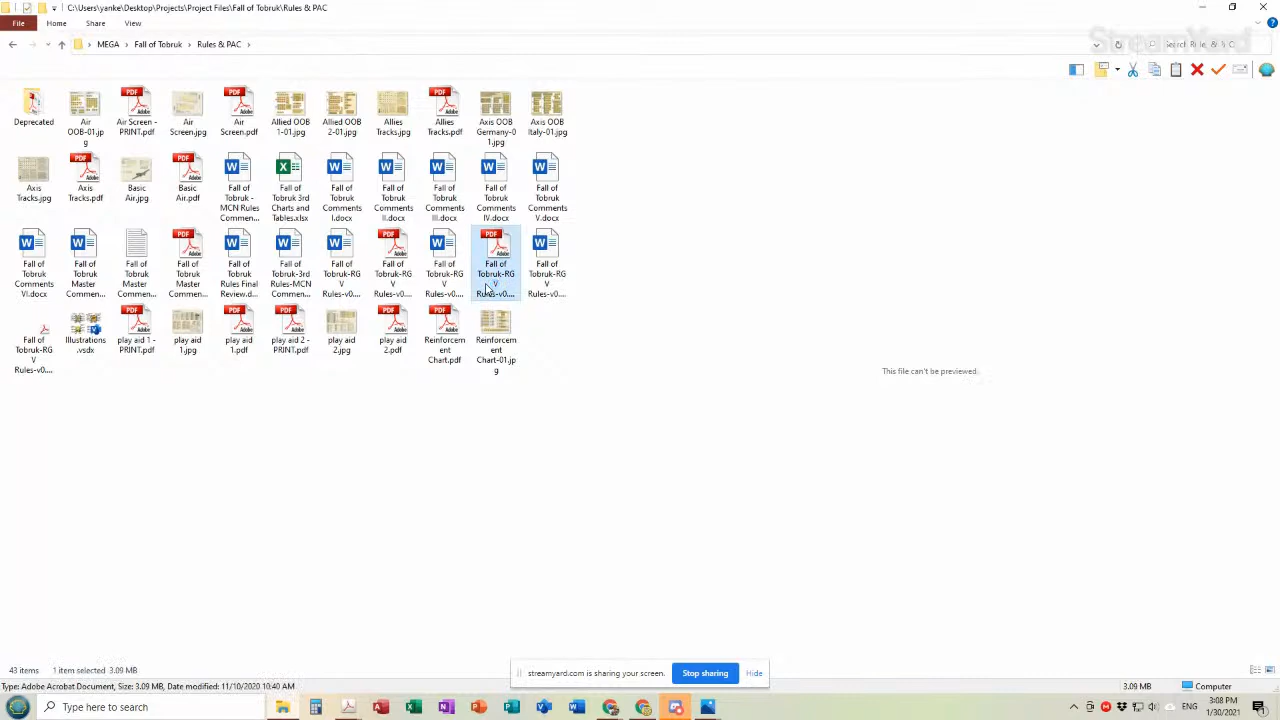 C:\Users\yanke\Desktop\Projects\Project Files\Fall of Tobruk\Rules & PAC
File Home Share View
StreamYard
MEGA > Fall of Tobruk > Rules & PAC >
Search Rules & PAC
Deprecated
Air OOB-01.jpg
Air Screen - PRINT.pdf
Air Screen.jpg
Air Screen.pdf
Allied OOB 1-01.jpg
Allied OOB 2-01.jpg
Allies Tracks.jpg
Allies Tracks.pdf
Axis OOB Germany-01.jpg
Axis OOB Italy-01.jpg
Axis Tracks.jpg
Axis Tracks.pdf
Basic Air.jpg
Basic Air.pdf
Fall of Tobruk - MCN Rules Commen...
Fall of Tobruk 3rd Charts and Tables.xlsx
Fall of Tobruk Comments I.docx
Fall of Tobruk Comments II.docx
Fall of Tobruk Comments III.docx
Fall of Tobruk Comments IV.docx
Fall of Tobruk Comments V.docx
Fall of Tobruk Comments VI.docx
Fall of Tobruk Master Commen...
Fall of Tobruk Master Commen...
Fall of Tobruk Master Commen...
Fall of Tobruk Rules Final Review.d...
Fall of Tobruk-3rd Rules-MCN Commen...
Fall of Tobruk-RG V Rules-v0....
Fall of Tobruk-RG V Rules-v0....
Fall of Tobruk-RG V Rules-v0....
Fall of Tobruk-RG V Rules-v0....
Fall of Tobruk-RG V Rules-v0....
Fall of Tobruk-RG V Rules-v0....
Illustrations.vsdx
play aid 1 - PRINT.pdf
play aid 1.jpg
play aid 1.pdf
play aid 2 - PRINT.pdf
play aid 2.jpg
play aid 2.pdf
Reinforcement Chart.pdf
Reinforcement Chart-01.jpg
This file can't be previewed.
43 items 1 item selected 3.09 MB
streamyard.com is sharing your screen. Stop sharing Hide
Type: Adobe Acrobat Document, Size: 3.09 MB, Date modified: 11/10/2020 10:40 AM
3.09 MB Computer
Type here to search
3:08 PM
1/30/2021